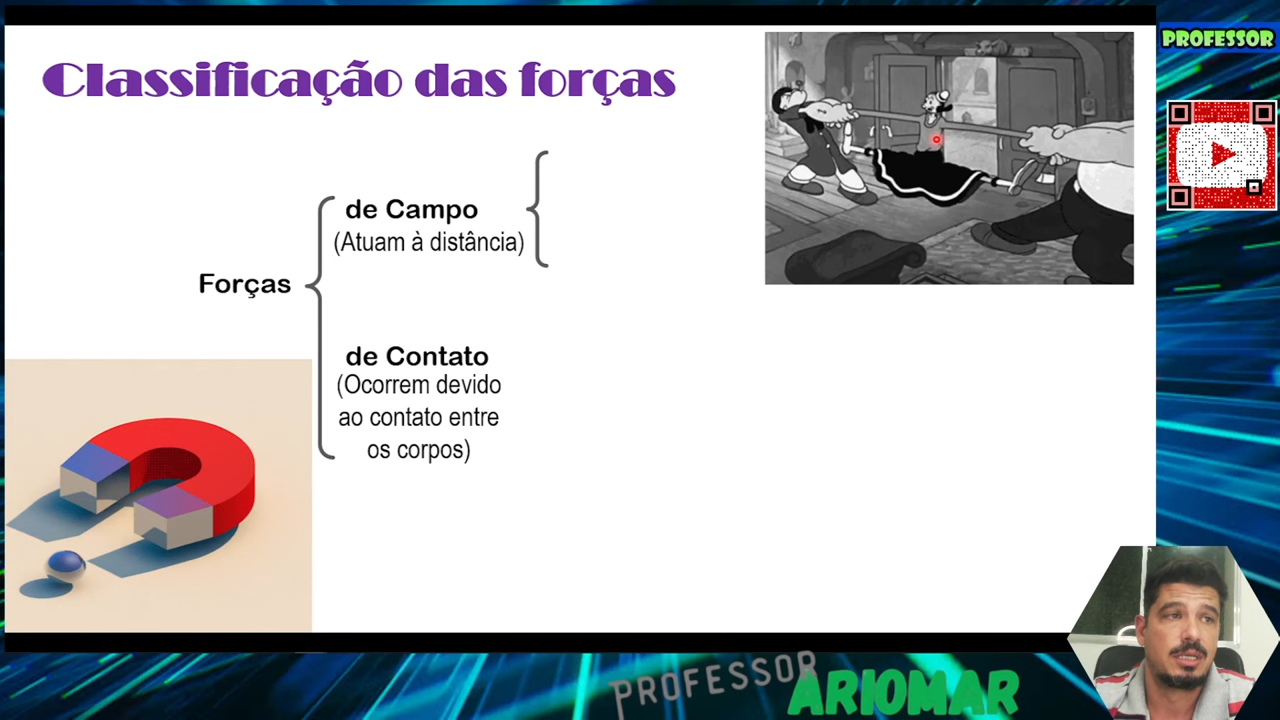 Classificação das forças
PROFESSOR
de Campo
(Atuam à distância)
Forças
de Contato
(Ocorrem devido
ao contato entre
os corpos)
PROFESSOR
ARIOMAR